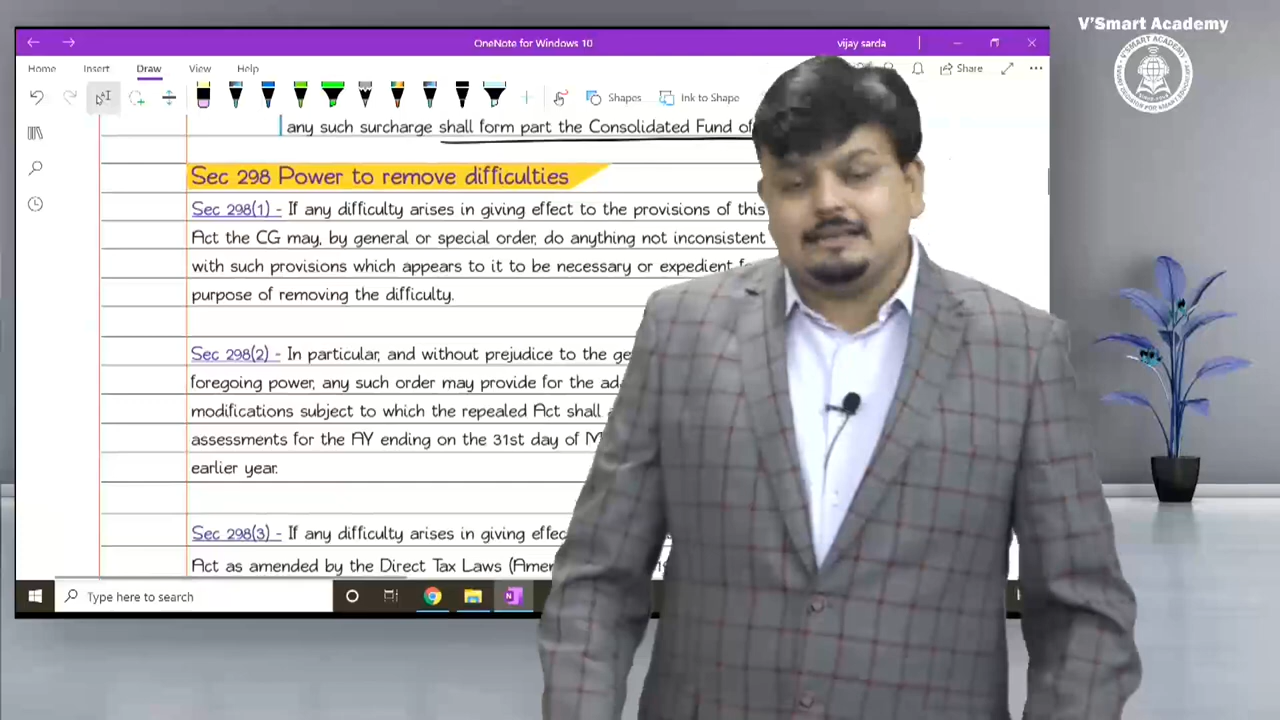 V'Smart Academy
OneNote for Windows 10
vijay sarda
Home Insert Draw View Help
Share
Shapes
Ink to Shape
any such surcharge shall form part the Consolidated Fund of
Sec 298 Power to remove difficulties
Sec 298(1) - If any difficulty arises in giving effect to the provisions of this
Act the CG may, by general or special order, do anything not inconsistent
with such provisions which appears to it to be necessary or expedient
purpose of removing the difficulty.
Sec 298(2) - In particular, and without prejudice to the
foregoing power, any such order may provide for the
modifications subject to which the repealed Act shall
assessments for the AY ending on the 31st day of
earlier year.
Sec 298(3) - If any difficulty arises in giving
Act as amended by the Direct Tax Laws
Type here to search